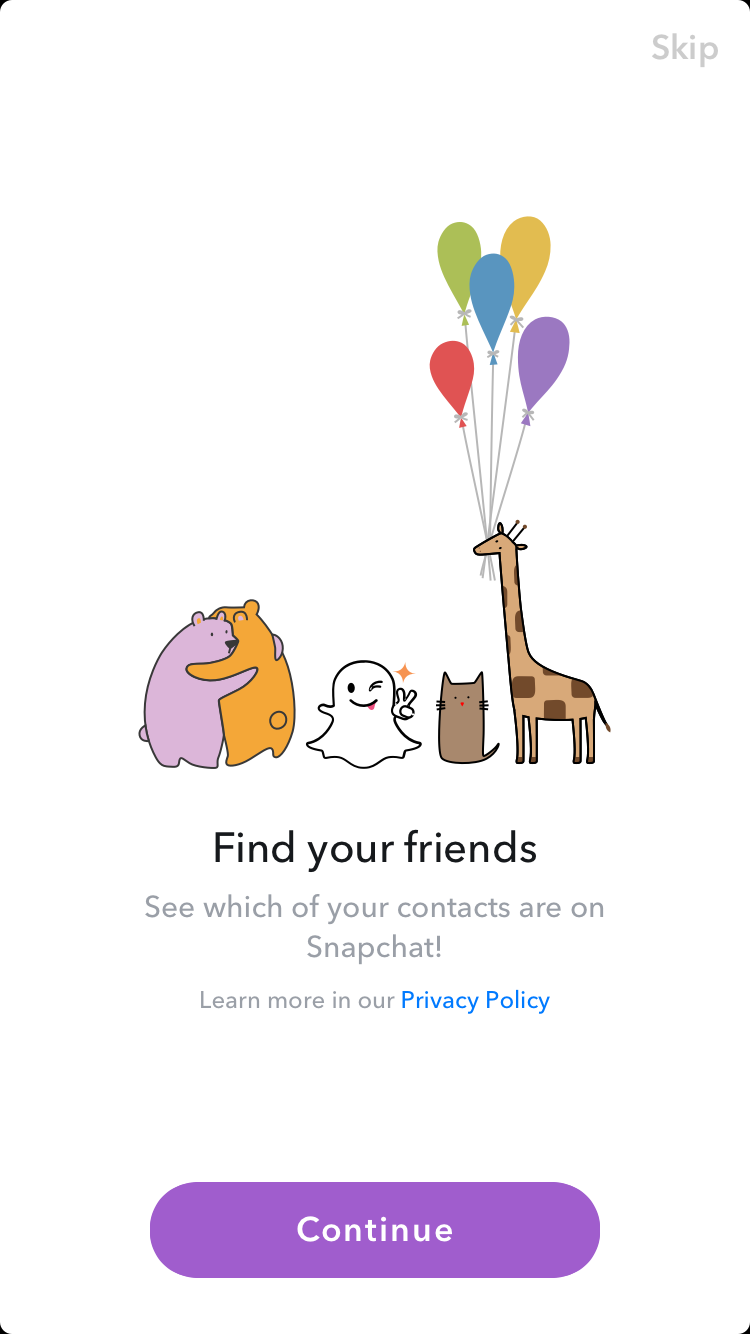 Skip
Find your friends
See which of your contacts are on
Snapchat!
Learn more in our Privacy Policy
Continue